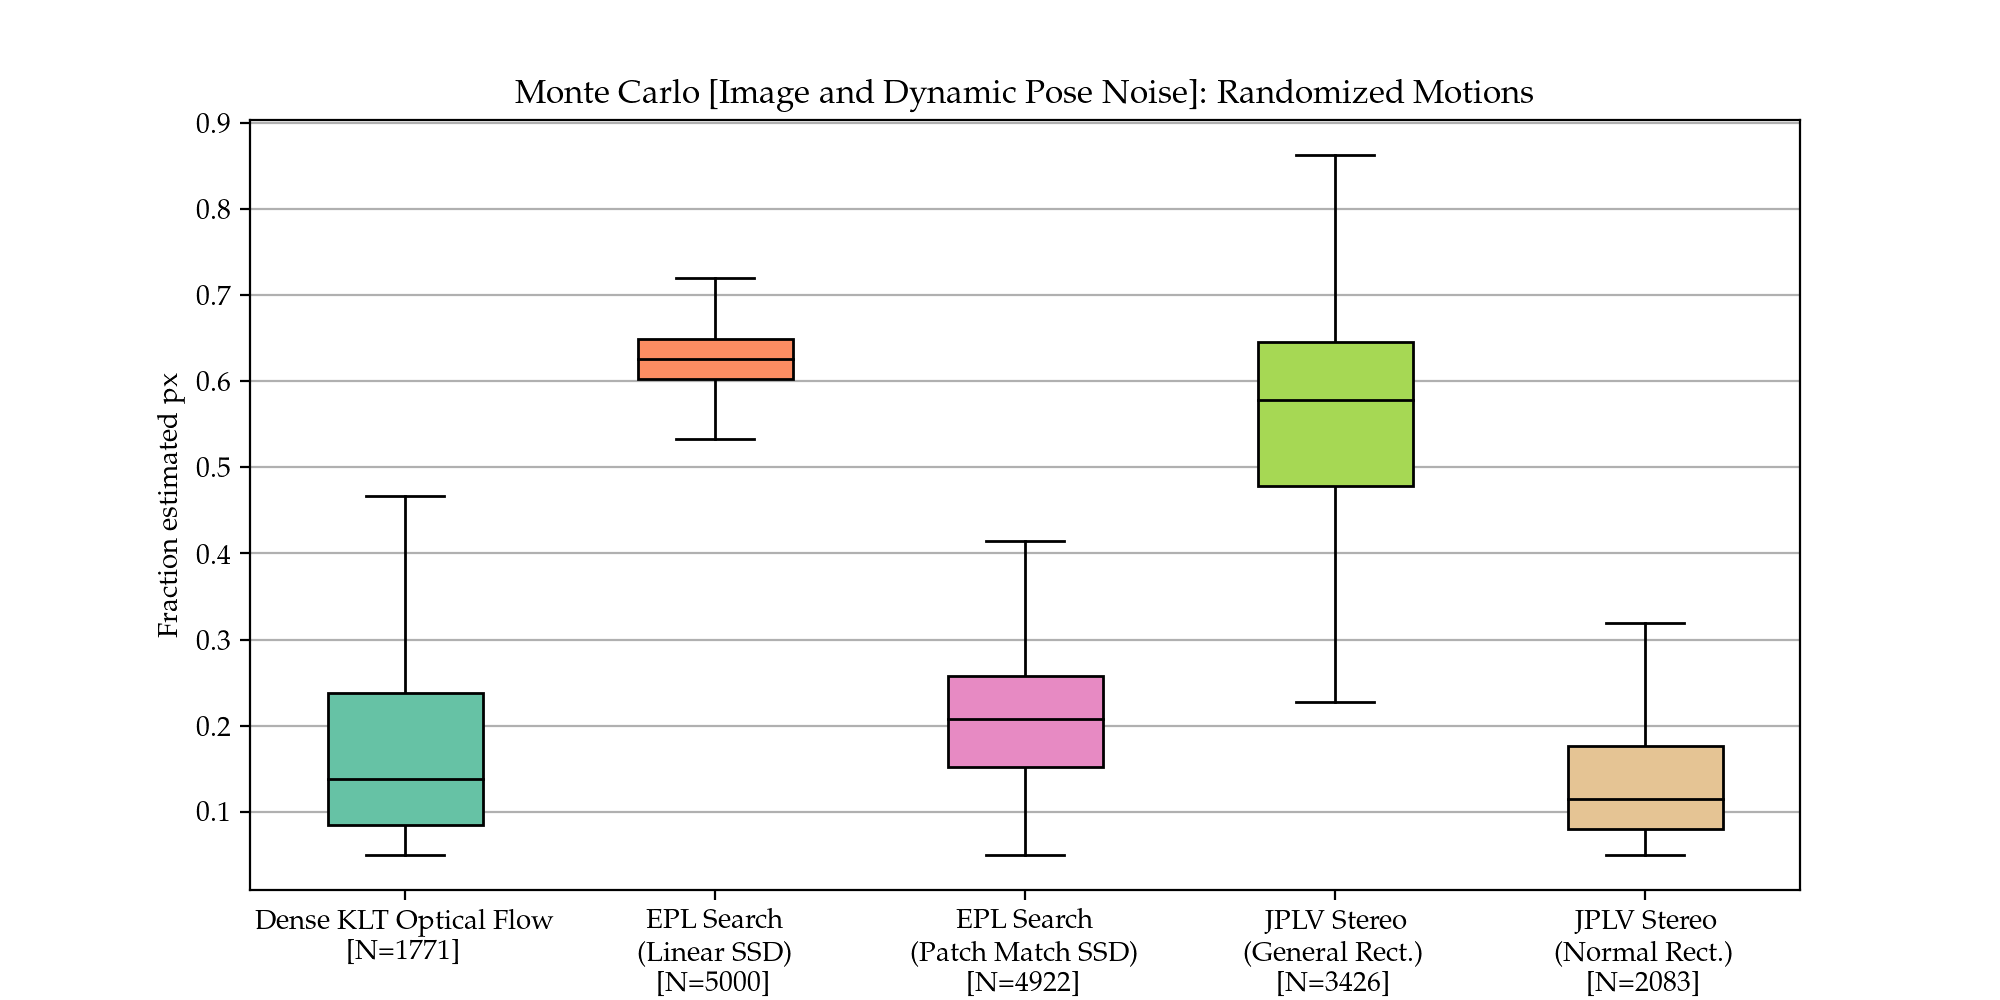 Monte Carlo [Image and Dynamic Pose Noise]: Randomized Motions
Fraction estimated px
0.9
0.8
0.7
0.6
0.5
0.4
0.3
0.2
0.1
Dense KLT Optical Flow
[N=1771]
EPL Search
(Linear SSD)
[N=5000]
EPL Search
(Patch Match SSD)
[N=4922]
JPLV Stereo
(General Rect.)
[N=3426]
JPLV Stereo
(Normal Rect.)
[N=2083]